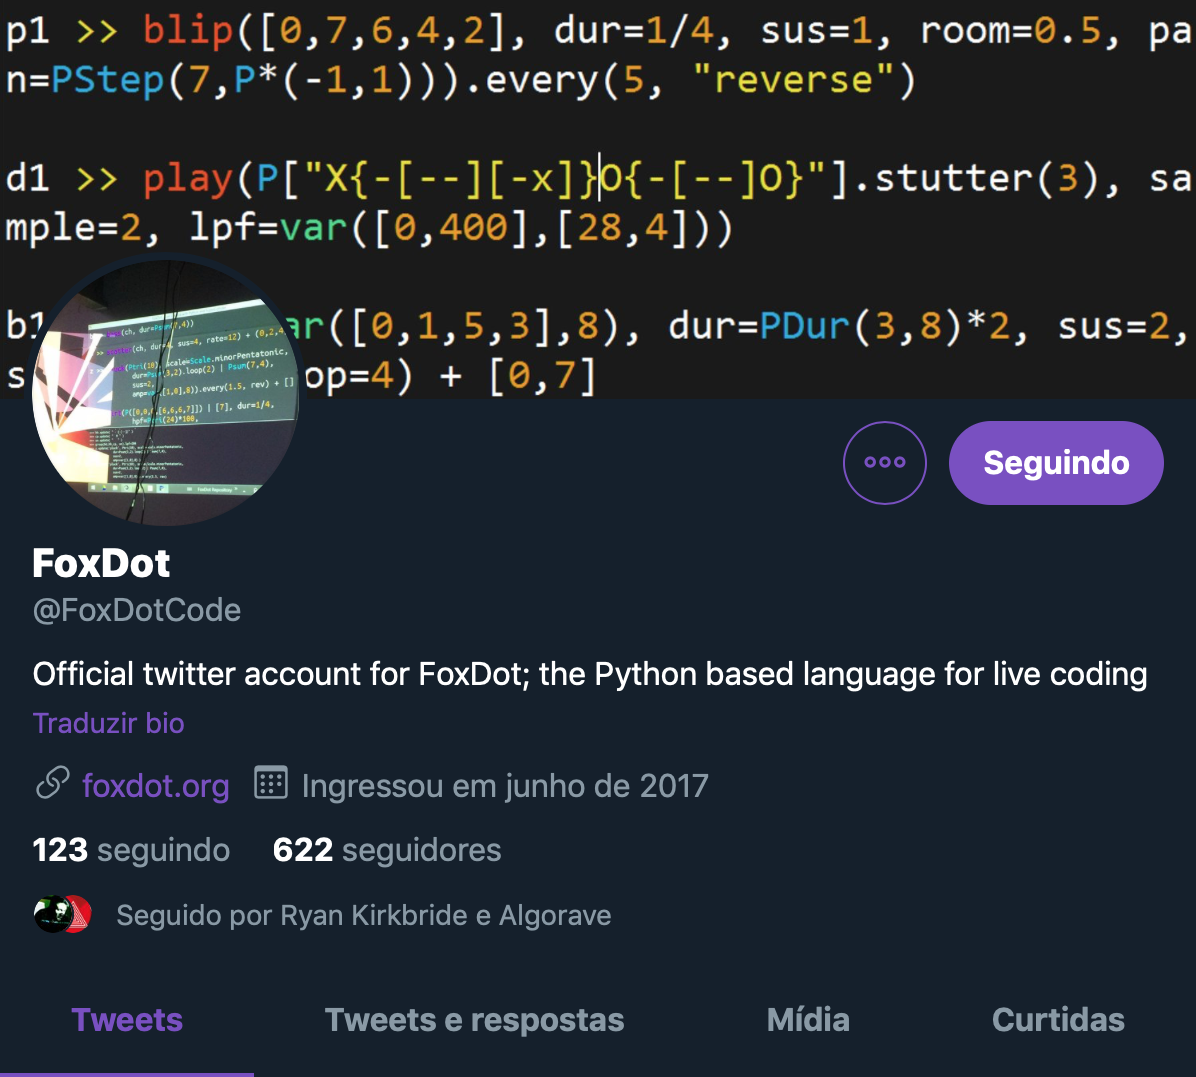 p1 >> blip([0,7,6,4,2], dur=1/4, sus=1, room=0.5, pa
n=PStep(7,P*(-1,1))).every(5, "reverse")
d1 >> play(P["X{-[--][-x]}O{-[--]O}"].stutter(3), sa
mple=2, lpf=var([0,400],[28,4]))
b1 ar([0,1,5,3],8), dur=PDur(3,8)*2, sus=2,
s op=4) + [0,7]
Seguindo
FoxDot
@FoxDotCode
Official twitter account for FoxDot; the Python based language for live coding
Traduzir bio
foxdot.org Ingressou em junho de 2017
123 seguindo 622 seguidores
Seguido por Ryan Kirkbride e Algorave
Tweets Tweets e respostas Mídia Curtidas